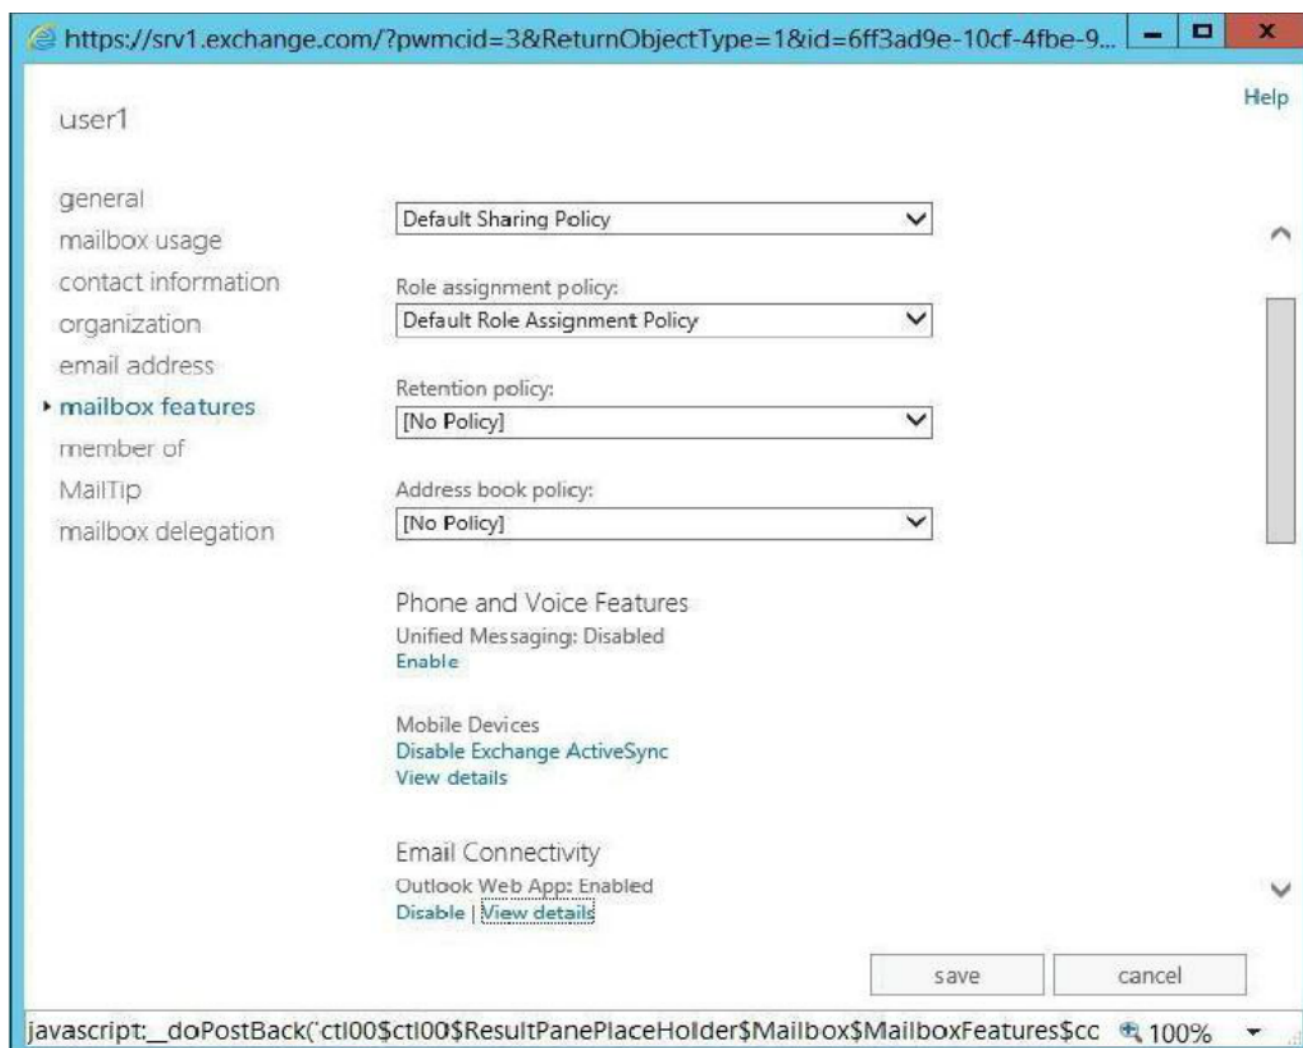 https://srv1.exchange.com/?pwmcid=3&ReturnObjectType=1&id=6ff3ad9e-10cf-4fbe-9...
Help
user1
general
mailbox usage
contact information
organization
email address
mailbox features
member of
MailTip
mailbox delegation
Default Sharing Policy
Role assignment policy:
Default Role Assignment Policy
Retention policy:
[No Policy]
Address book policy:
[No Policy]
Phone and Voice Features
Unified Messaging: Disabled
Enable
Mobile Devices
Disable Exchange ActiveSync
View details
Email Connectivity
Outlook Web App: Enabled
Disable | View details
save cancel
javascript:__doPostBack('ctl00$ctl00$ResultPanePlaceHolder$Mailbox$MailboxFeatures$cc 100%